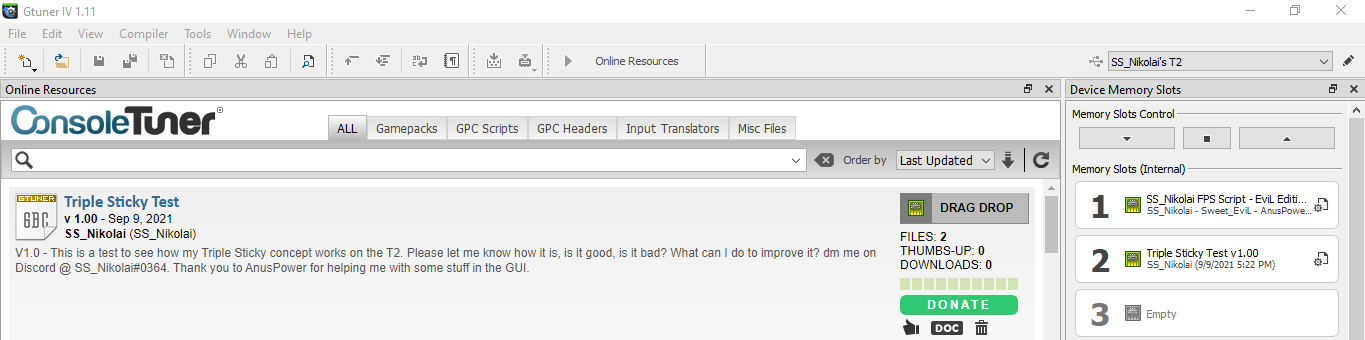 Gtuner IV 1.11
File Edit View Compiler Tools Window Help
Online Resources
SS_Nikolai's T2
Online Resources
Device Memory Slots
ConsoleTuner
ALL Gamepacks GPC Scripts GPC Headers Input Translators Misc Files
Order by Last Updated
GTUNER
GBC
Triple Sticky Test
v 1.00 - Sep 9, 2021
SS_Nikolai (SS_Nikolai)
V1.0 - This is a test to see how my Triple Sticky concept works on the T2. Please let me know how it is, is it good, is it bad? What can I do to improve it? dm me on
Discord @ SS_Nikolai#0364. Thank you to AnusPower for helping me with some stuff in the GUI.
DRAG DROP
FILES: 2
THUMBS-UP: 0
DOWNLOADS: 0
DONATE
DOC
Memory Slots Control
Memory Slots (Internal)
1 SS_Nikolai FPS Script - EviL Editi...
SS_Nikolai - Sweet_EviL - AnusPowe...
2 Triple Sticky Test v1.00
SS_Nikolai (9/9/2021 5:22 PM)
3 Empty